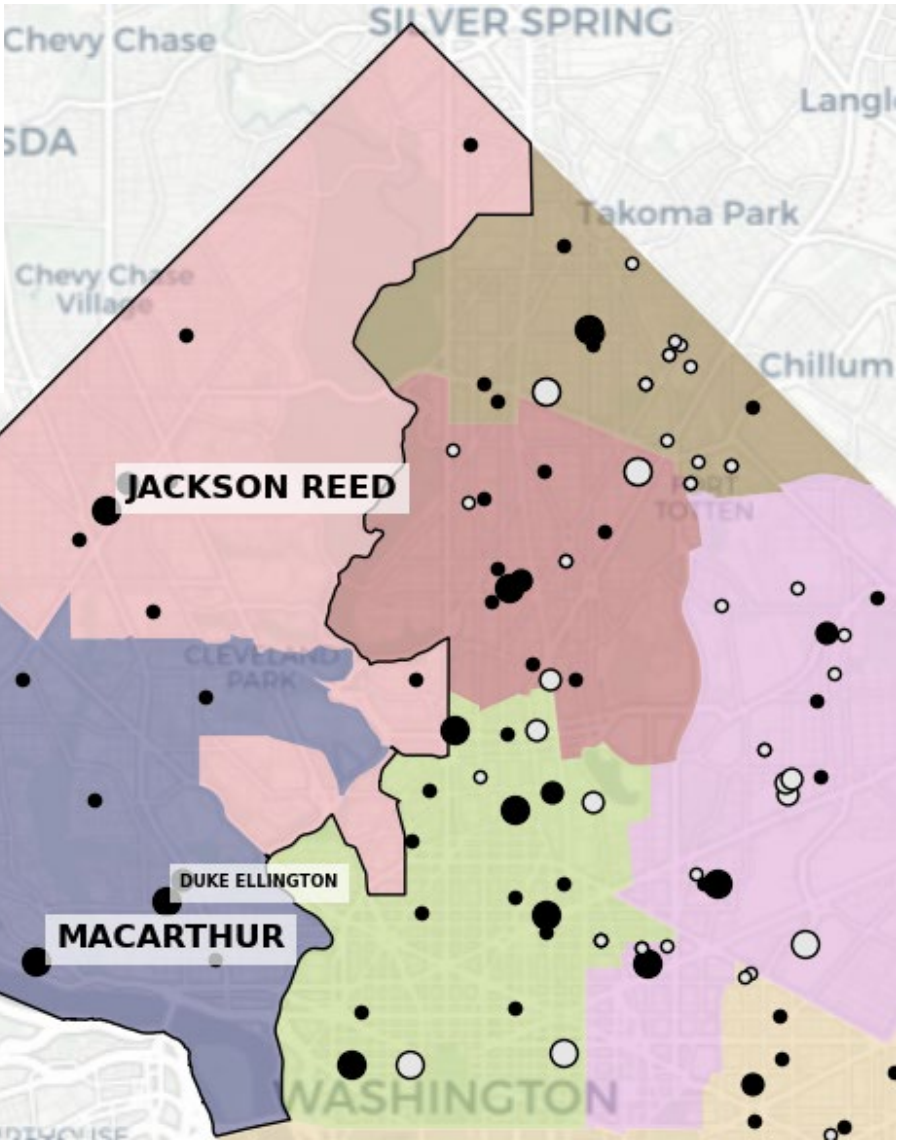 SILVER SPRING
Chevy Chase
Langl
SDA
Takoma Park
Chevy Chase
Village
Chillum
JACKSON REED
FORT
TOTTEN
CLEVELAND
PARK
DUKE ELLINGTON
MACARTHUR
WASHINGTON
RTHOUSE